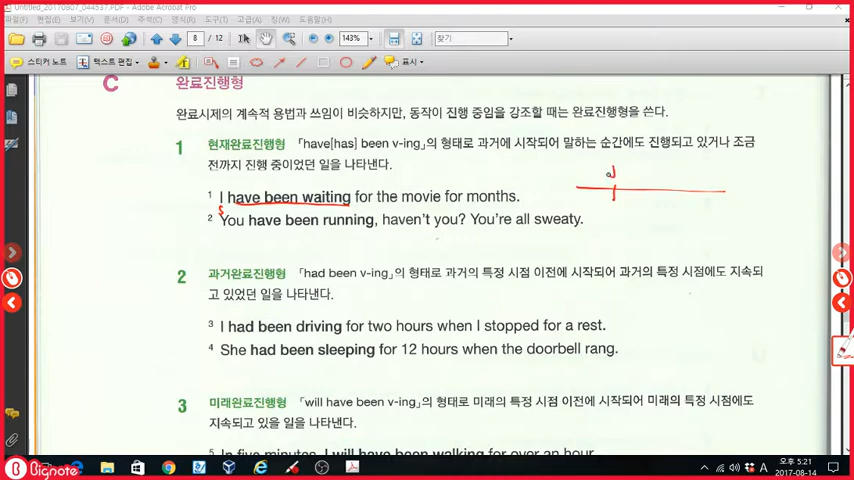 Untitled_20170807_044537.PDF - Adobe Acrobat Pro
파일(F) 편집(E) 보기(V) 문서(D) 주석(C) 양식(R) 도구(T) 고급(A) 창(W) 도움말(H)
8 / 12 143% 찾기
스티커 노트 텍스트 편집 표시
C 완료진행형
완료시제의 계속적 용법과 쓰임이 비슷하지만, 동작이 진행 중임을 강조할 때는 완료진행형을 쓴다.
1 현재완료진행형 「have[has] been v-ing」의 형태로 과거에 시작되어 말하는 순간에도 진행되고 있거나 조금
전까지 진행 중이었던 일을 나타낸다.
1 I have been waiting for the movie for months.
2 You have been running, haven't you? You're all sweaty.
2 과거완료진행형 「had been v-ing」의 형태로 과거의 특정 시점 이전에 시작되어 과거의 특정 시점에도 지속되
고 있었던 일을 나타낸다.
3 I had been driving for two hours when I stopped for a rest.
4 She had been sleeping for 12 hours when the doorbell rang.
3 미래완료진행형 「will have been v-ing」의 형태로 미래의 특정 시점 이전에 시작되어 미래의 특정 시점에도
지속되고 있을 일을 나타낸다.
5 In five minutes, I will have been walking for over an hour.
Bignote
A 오후 5:21
2017-08-14